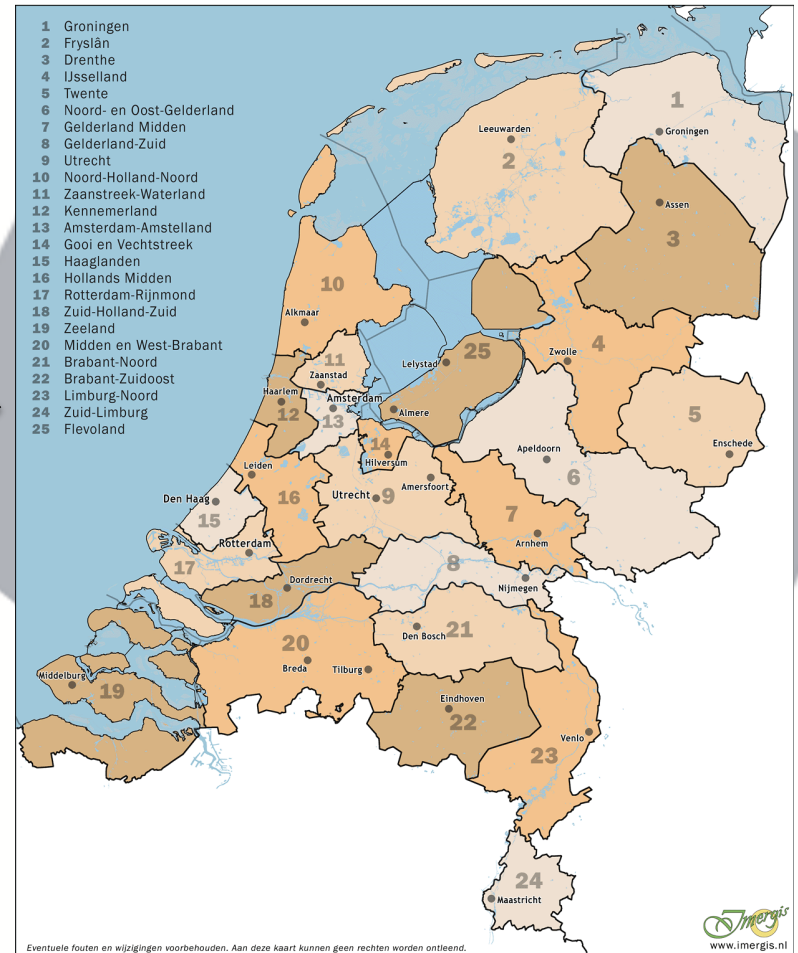 1 Groningen
2 Fryslân
3 Drenthe
4 IJsselland
5 Twente
6 Noord- en Oost-Gelderland
7 Gelderland Midden
8 Gelderland-Zuid
9 Utrecht
10 Noord-Holland-Noord
11 Zaanstreek-Waterland
12 Kennemerland
13 Amsterdam-Amstelland
14 Gooi en Vechtstreek
15 Haaglanden
16 Hollands Midden
17 Rotterdam-Rijnmond
18 Zuid-Holland-Zuid
19 Zeeland
20 Midden en West-Brabant
21 Brabant-Noord
22 Brabant-Zuidoost
23 Limburg-Noord
24 Zuid-Limburg
25 Flevoland
1
Leeuwarden
Groningen
2
Assen
3
10
Alkmaar
4
11
25
Zwolle
Lelystad
Zaanstad
Haarlem
Amsterdam
12
13
Almere
5
14
Enschede
Apeldoorn
Hilversum
Leiden
6
Amersfoort
Den Haag
16
Utrecht 9
15
7
Rotterdam
Arnhem
17
8
Dordrecht
Nijmegen
18
21
Den Bosch
20
Breda
Tilburg
Middelburg
19
Eindhoven
22
Venlo
23
24
Maastricht
Imergis
www.imergis.nl
Eventuele fouten en wijzigingen voorbehouden. Aan deze kaart kunnen geen rechten worden ontleend.